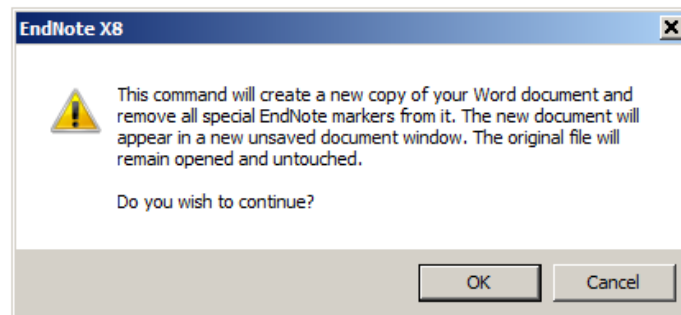 EndNote X8
This command will create a new copy of your Word document and
remove all special EndNote markers from it. The new document will
appear in a new unsaved document window. The original file will
remain opened and untouched.
Do you wish to continue?
OK Cancel